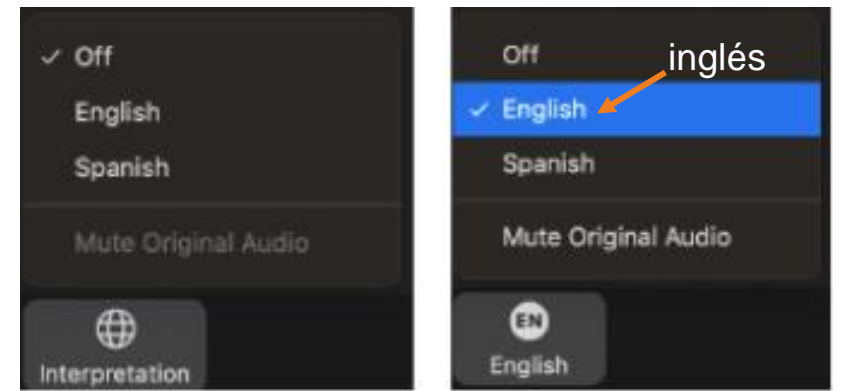 Off
English
Spanish
Mute Original Audio
Interpretation
Off
inglés
English
Spanish
Mute Original Audio
EN
English